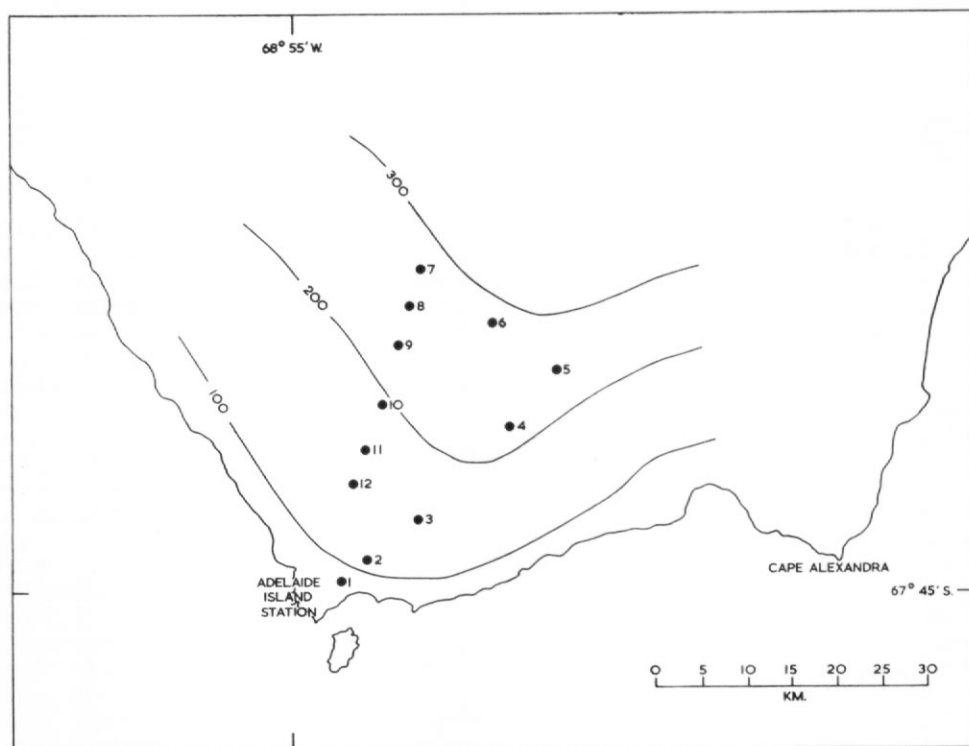 68° 55′ W.
300
7
200
8
6
9
5
100
10
4
11
12
3
2
1
ADELAIDE
ISLAND
STATION
CAPE ALEXANDRA
67° 45′ S.
0 5 10 15 20 25 30
KM.